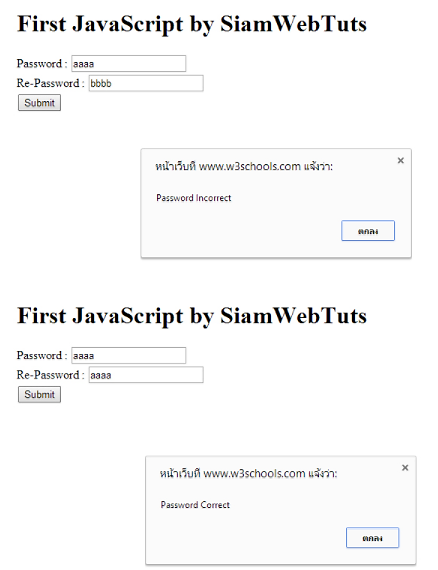 First JavaScript by SiamWebTuts
Password : aaaa
Re-Password : bbbb
Submit
หน้าเว็บที่ www.w3schools.com แจ้งว่า:
Password Incorrect
ตกลง
First JavaScript by SiamWebTuts
Password : aaaa
Re-Password : aaaa
Submit
หน้าเว็บที่ www.w3schools.com แจ้งว่า:
Password Correct
ตกลง